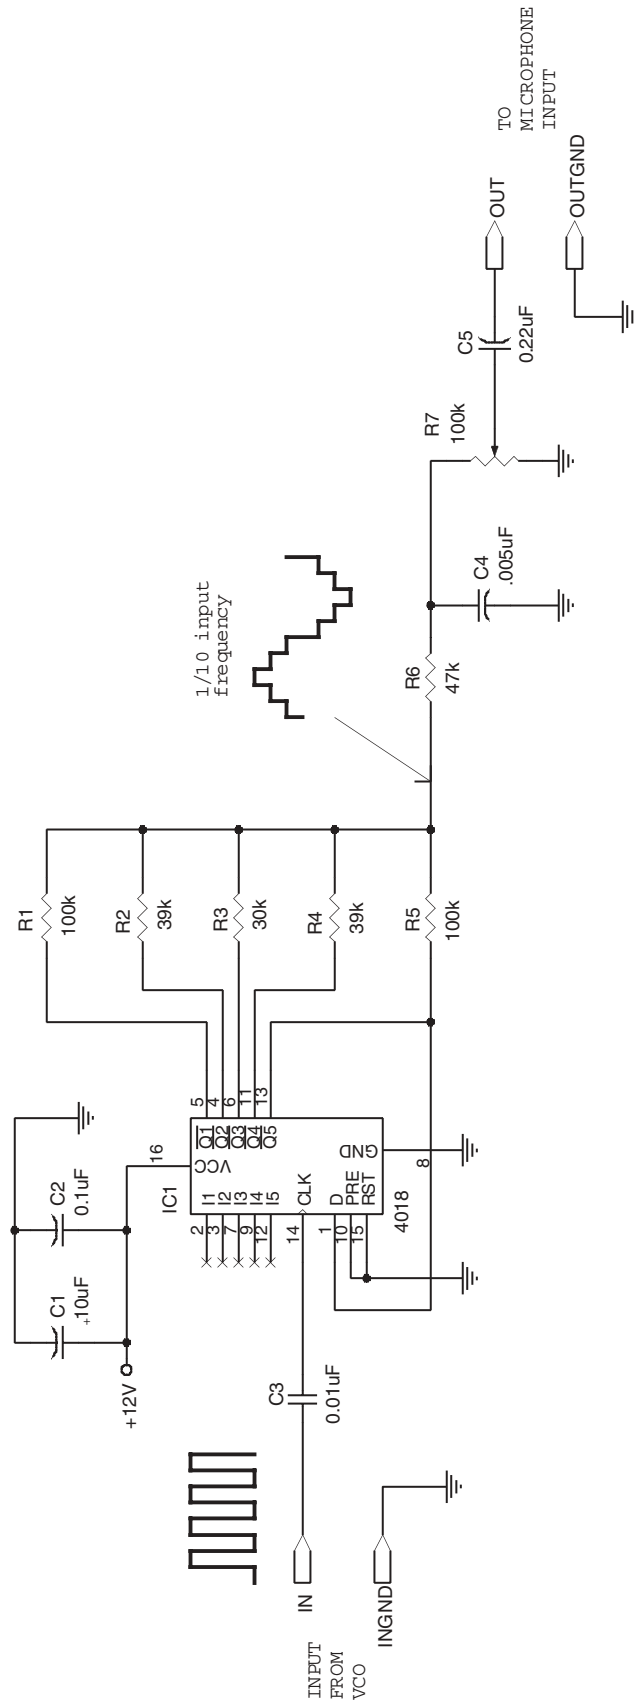 +12V
C1
+10uF
C2
0.1uF
16
VCC
IC1
2
I1
3
I2
7
I3
9
I4
12
I5
14
CLK
1
D
10
PRE
15
RST
4018
GND
8
5
Q1
4
Q2
6
Q3
11
Q4
13
Q5
R1
100k
R2
39k
R3
30k
R4
39k
R5
100k
1/10 input
frequency
R6
47k
C4
.005uF
R7
100k
C5
0.22uF
OUT
OUTGND
TO
MICROPHONE
INPUT
C3
0.01uF
IN
INGND
INPUT
FROM
VCO